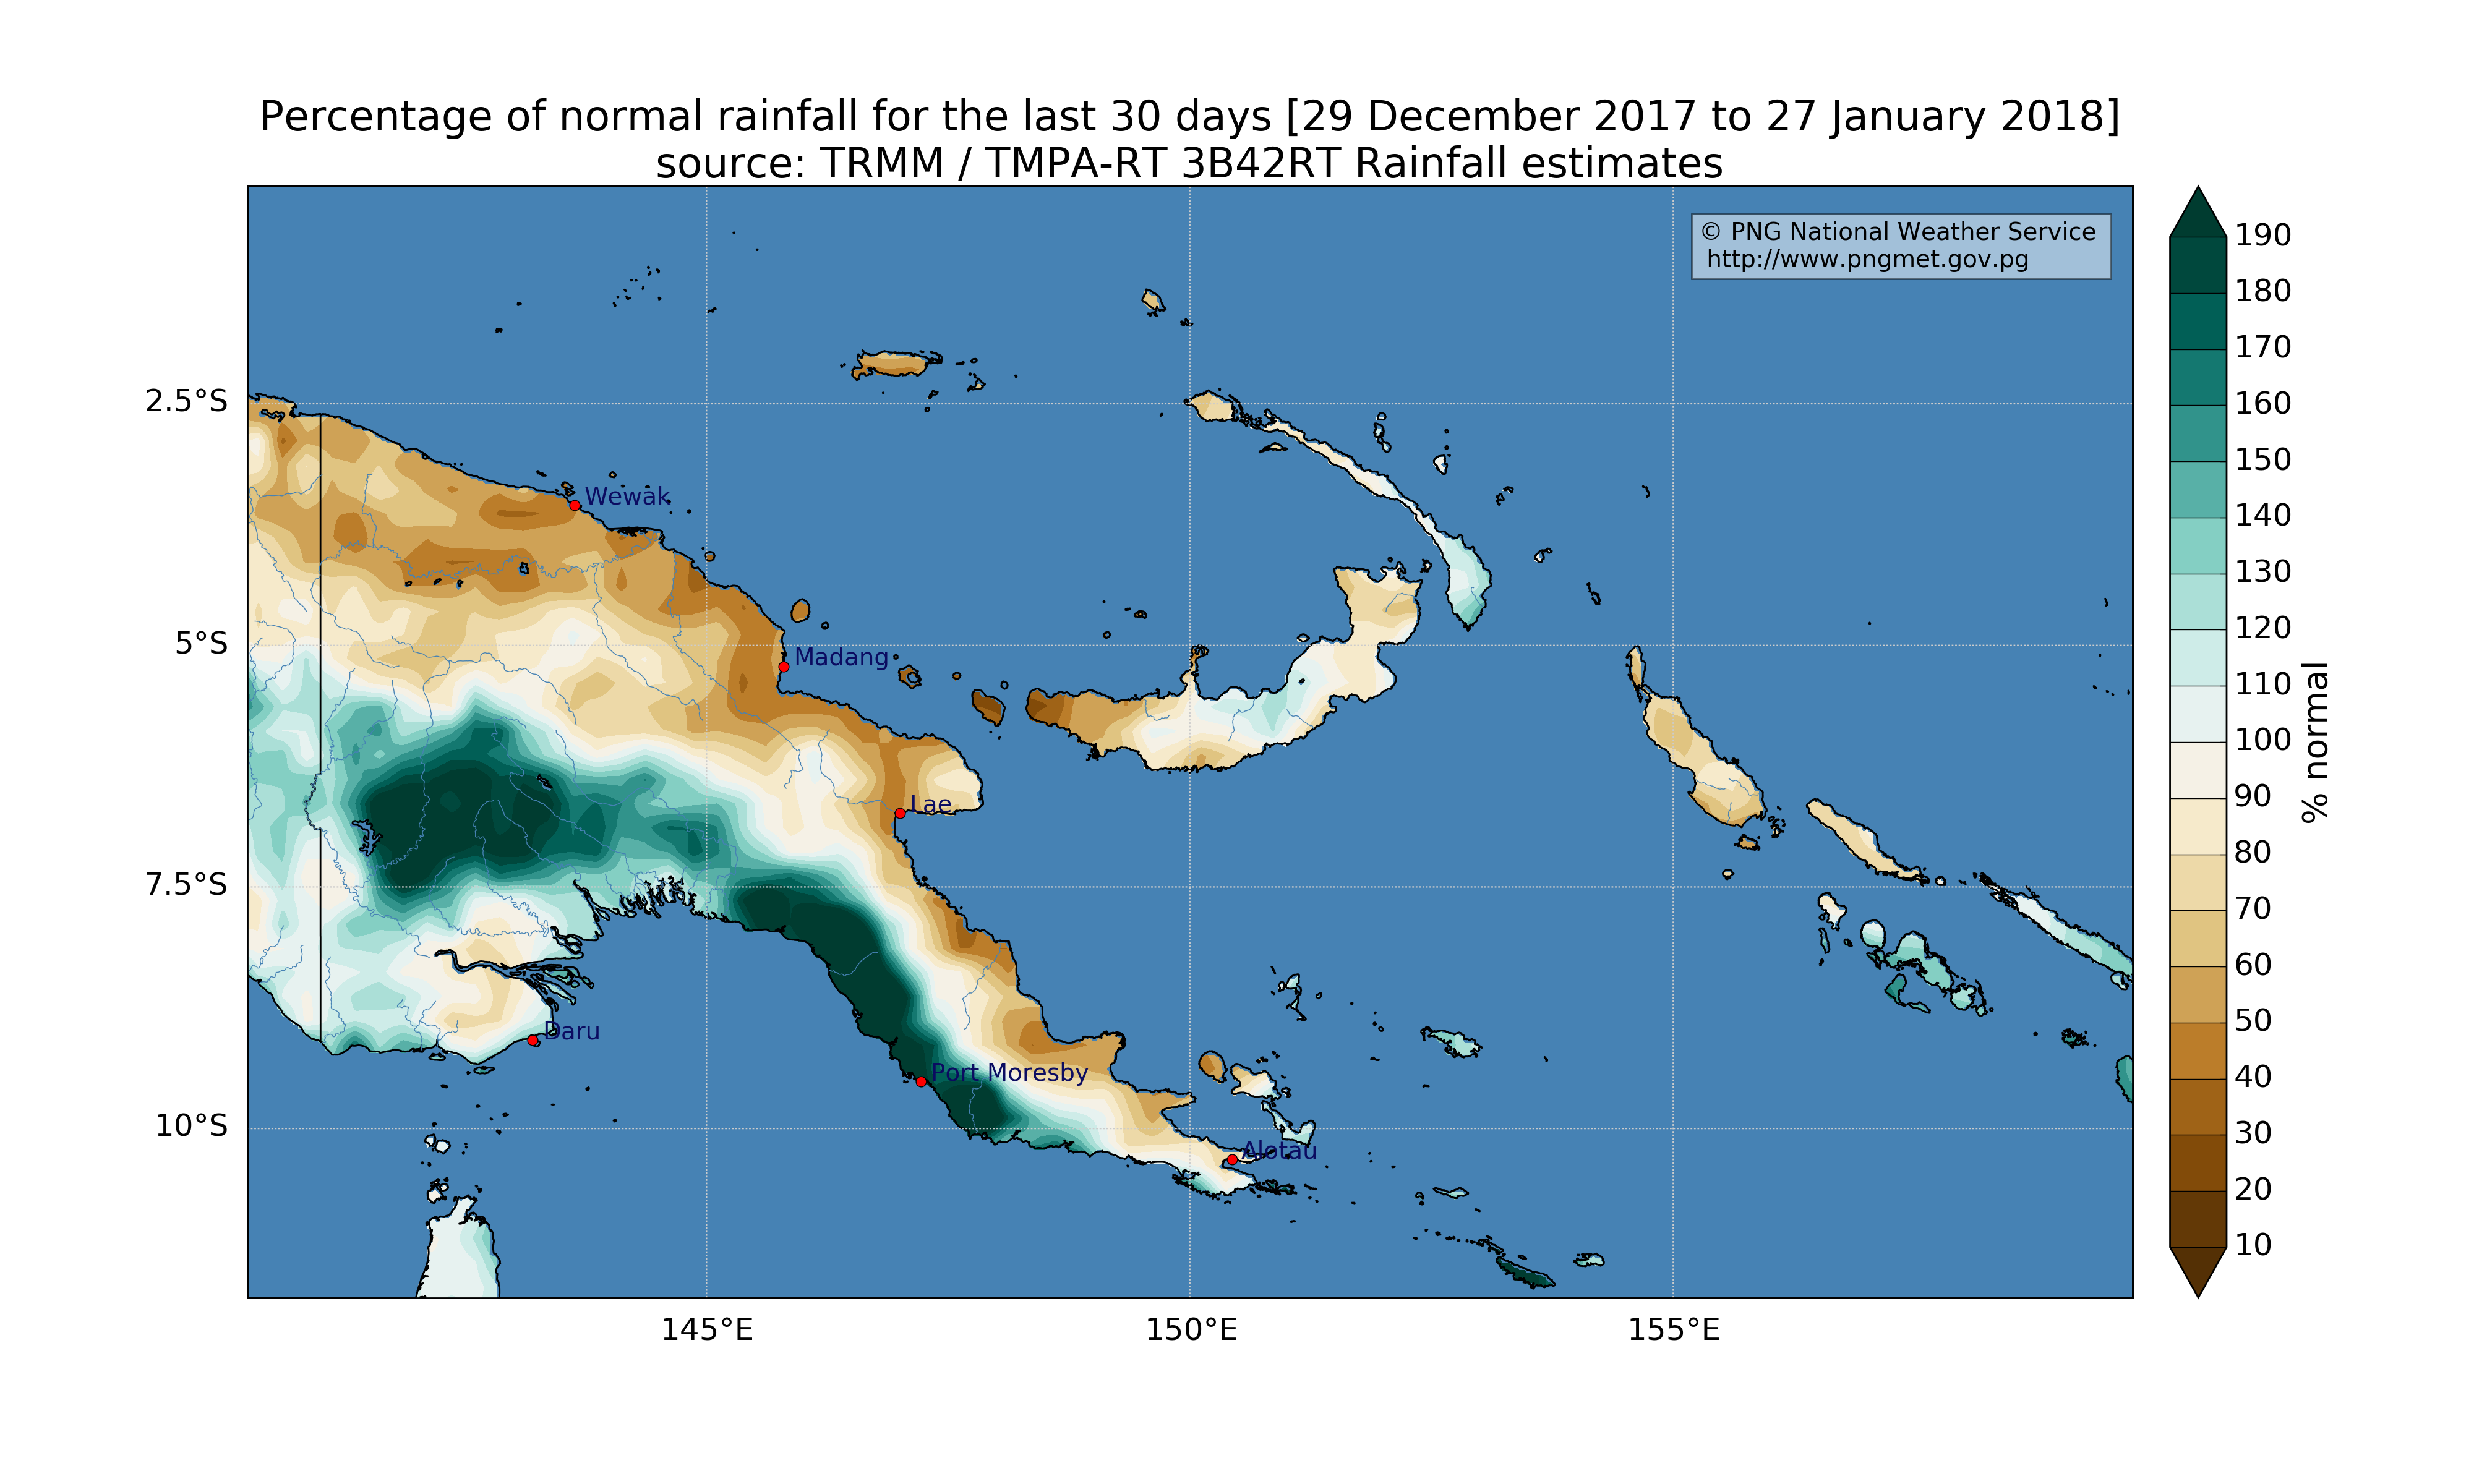 Percentage of normal rainfall for the last 30 days [29 December 2017 to 27 January 2018]
source: TRMM / TMPA-RT 3B42RT Rainfall estimates
© PNG National Weather Service
http://www.pngmet.gov.pg
190
180
170
160
150
140
130
120
110
100
90
80
70
60
50
40
30
20
10
% normal
2.5°S
5°S
7.5°S
10°S
Wewak
Madang
Lae
Daru
Port Moresby
Alotau
145°E
150°E
155°E